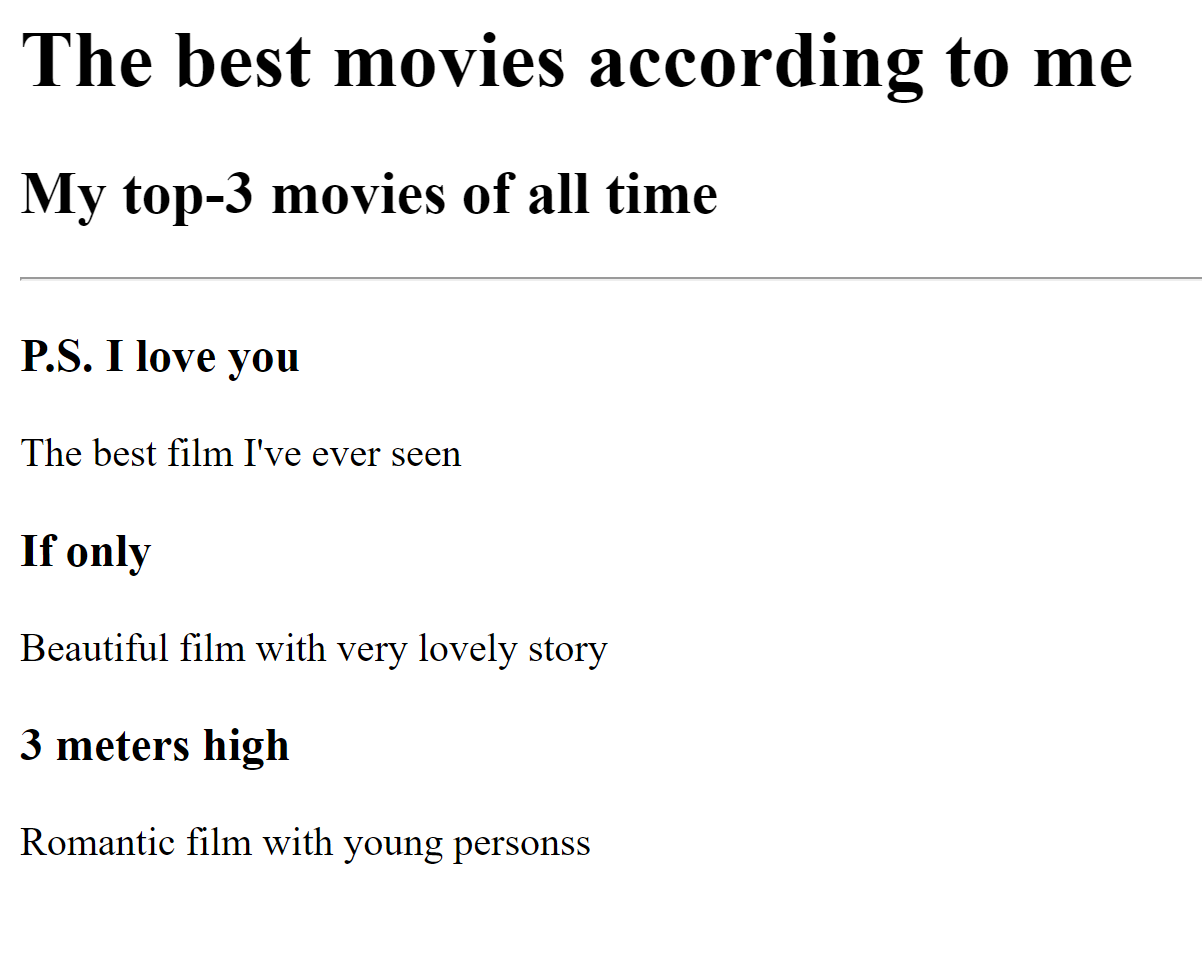 The best movies according to me
My top-3 movies of all time
P.S. I love you
The best film I've ever seen
If only
Beautiful film with very lovely story
3 meters high
Romantic film with young personss